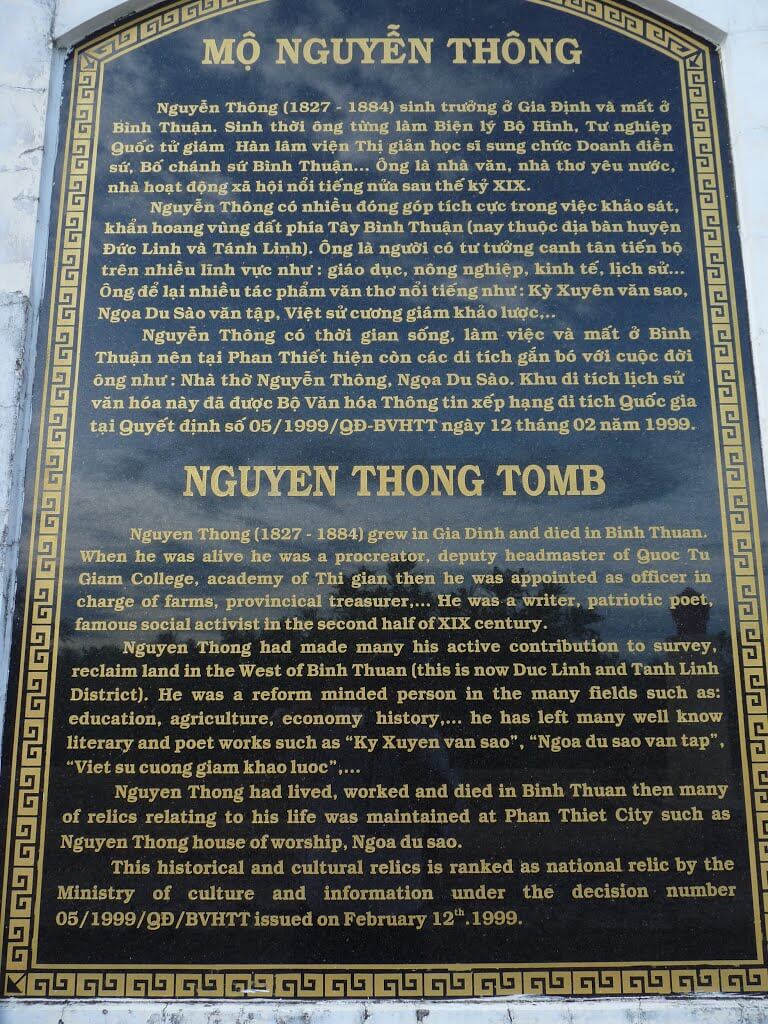 MỘ NGUYỄN THÔNG
Nguyễn Thông (1827 - 1884) sinh trưởng ở Gia Định và mất ở
Bình Thuận. Sinh thời ông từng làm Biện lý Bộ Hình, Tư nghiệp
Quốc tử giám Hàn lâm viện Thị giản học sĩ sung chức Doanh điền
sứ, Bố chánh sứ Bình Thuận... Ông là nhà văn, nhà thơ yêu nước,
nhà hoạt động xã hội nổi tiếng nửa sau thế kỷ XIX.
Nguyễn Thông có nhiều đóng góp tích cực trong việc khảo sát,
khẩn hoang vùng đất phía Tây Bình Thuận (nay thuộc địa bàn huyện
Đức Linh và Tánh Linh). Ông là người có tư tưởng canh tân tiến bộ
trên nhiều lĩnh vực như : giáo dục, nông nghiệp, kinh tế, lịch sử...
Ông để lại nhiều tác phẩm văn thơ nổi tiếng như : Kỳ Xuyên văn sao,
Ngọa Du Sào văn tập, Việt sử cương giám khảo lược,...
Nguyễn Thông có thời gian sống, làm việc và mất ở Bình
Thuận nên tại Phan Thiết hiện còn các di tích gắn bó với cuộc đời
ông như : Nhà thờ Nguyễn Thông, Ngọa Du Sào. Khu di tích lịch sử
văn hóa này đã được Bộ Văn hóa Thông tin xếp hạng di tích Quốc gia
tại Quyết định số 05/1999/QĐ-BVHTT ngày 12 tháng 02 năm 1999.
NGUYEN THONG TOMB
Nguyen Thong (1827 - 1884) grew in Gia Dinh and died in Binh Thuan.
When he was alive he was a procreator, deputy headmaster of Quoc Tu
Giam College, academy of Thi gian then he was appointed as officer in
charge of farms, provincical treasurer,... He was a writer, patriotic poet,
famous social activist in the second half of XIX century.
Nguyen Thong had made many his active contribution to survey,
reclaim land in the West of Binh Thuan (this is now Duc Linh and Tanh Linh
District). He was a reform minded person in the many fields such as:
education, agriculture, economy history,... he has left many well know
literary and poet works such as “Ky Xuyen van sao”, “Ngoa du sao van tap”,
“Viet su cuong giam khao luoc”,...
Nguyen Thong had lived, worked and died in Binh Thuan then many
of relics relating to his life was maintained at Phan Thiet City such as
Nguyen Thong house of worship, Ngoa du sao.
This historical and cultural relics is ranked as national relic by the
Ministry of culture and information under the decision number
05/1999/QĐ/BVHTT issued on February 12th.1999.